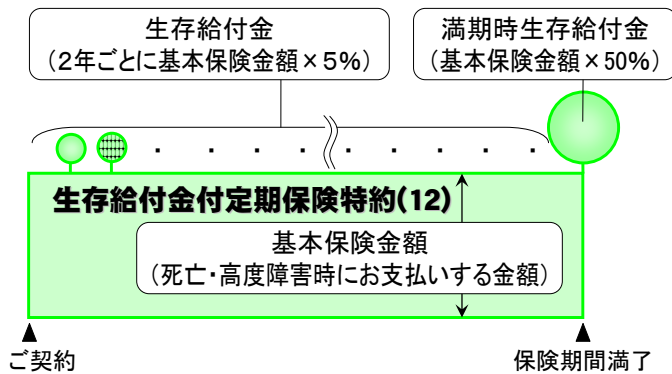 生存給付金
（２年ごとに基本保険金額×５％）
満期時生存給付金
（基本保険金額×50％）
生存給付金付定期保険特約(12)
基本保険金額
（死亡・高度障害時にお支払いする金額）
ご契約
保険期間満了